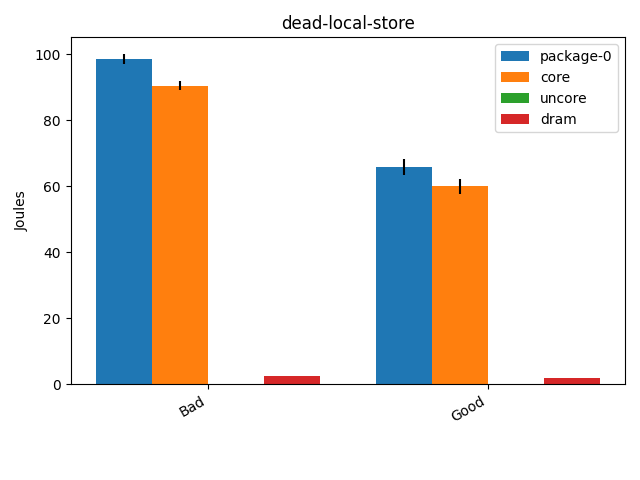 dead-local-store
package-0
core
uncore
dram
Joules
100
80
60
40
20
0
Bad
Good